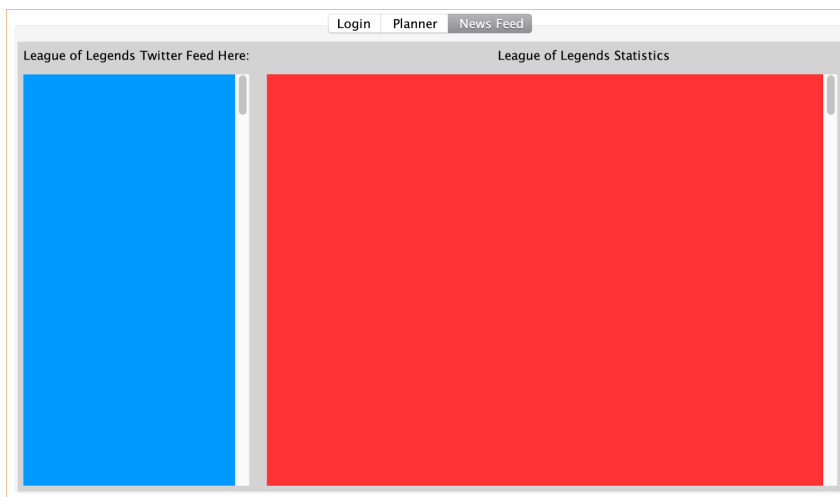 Login Planner News Feed
League of Legends Twitter Feed Here: League of Legends Statistics